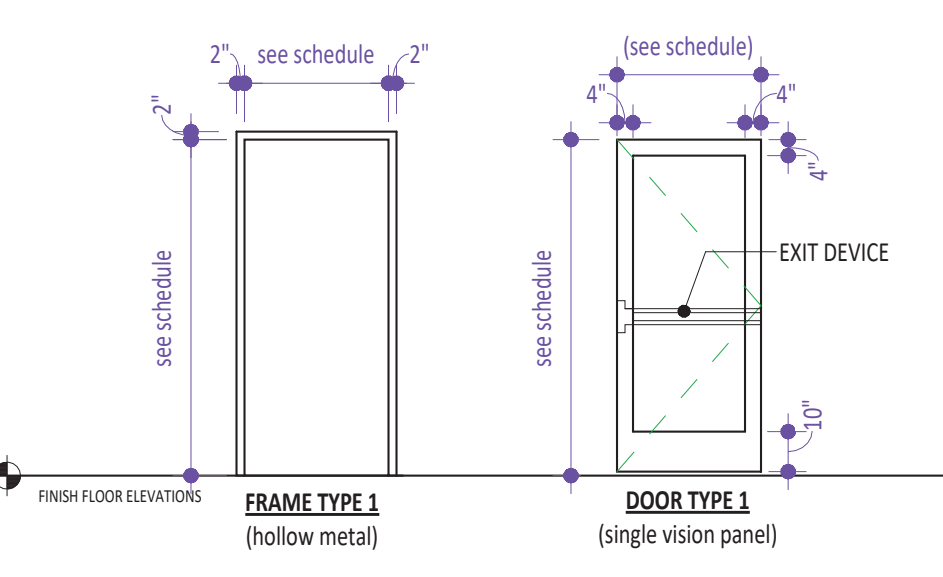 2"
see schedule
2"
2"
see schedule
FINISH FLOOR ELEVATIONS
FRAME TYPE 1
(hollow metal)
(see schedule)
4"
4"
4"
see schedule
EXIT DEVICE
10"
DOOR TYPE 1
(single vision panel)